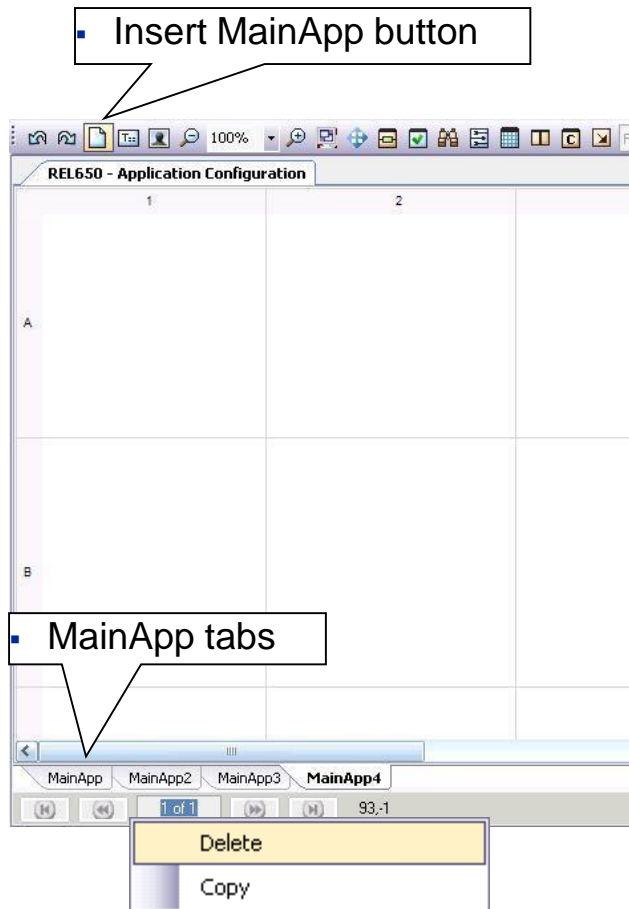 ▪ Insert MainApp button
100%
REL650 - Application Configuration
1 2
A
B
▪ MainApp tabs
MainApp MainApp2 MainApp3 MainApp4
1 of 1 93,-1
Delete
Copy